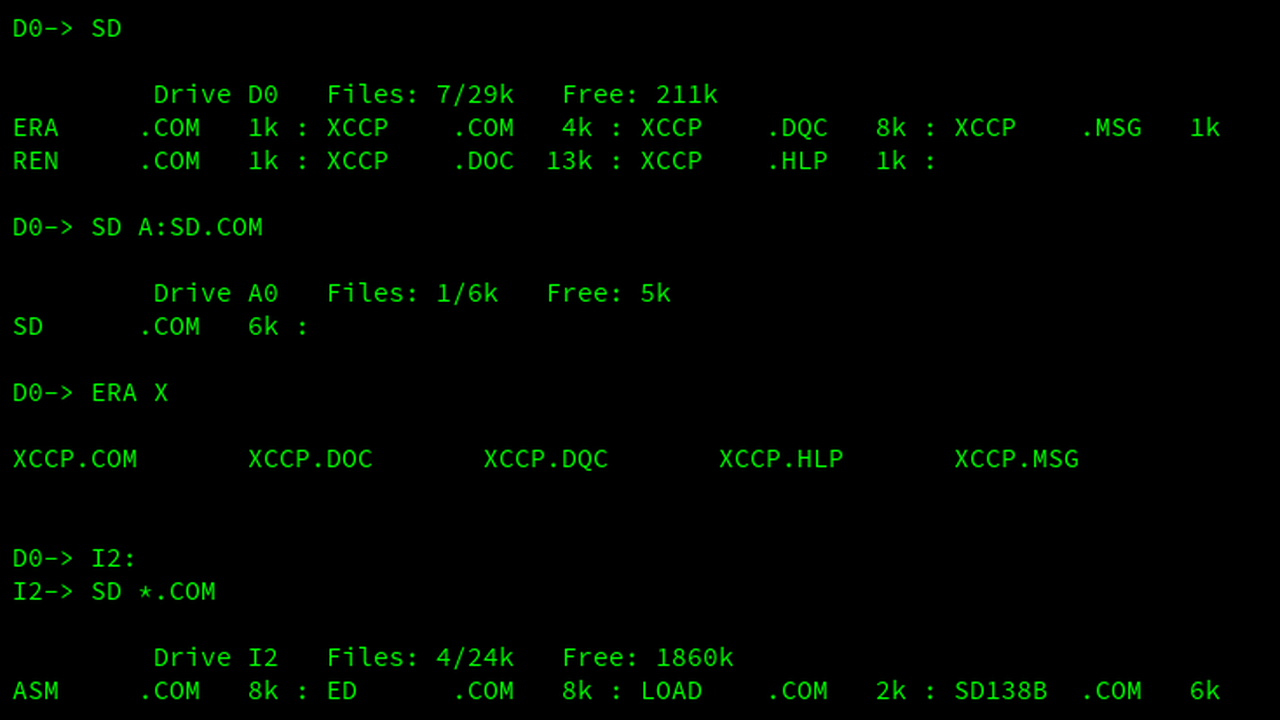 D0-> SD
Drive D0   Files: 7/29k   Free: 211k
ERA     .COM   1k : XCCP    .COM   4k : XCCP    .DQC   8k : XCCP    .MSG   1k
REN     .COM   1k : XCCP    .DOC  13k : XCCP    .HLP   1k :
D0-> SD A:SD.COM
Drive A0   Files: 1/6k   Free: 5k
SD      .COM   6k :
D0-> ERA X
XCCP.COM       XCCP.DOC       XCCP.DQC       XCCP.HLP       XCCP.MSG
D0-> I2:
I2-> SD *.COM
Drive I2   Files: 4/24k   Free: 1860k
ASM     .COM   8k : ED      .COM   8k : LOAD    .COM   2k : SD138B  .COM   6k